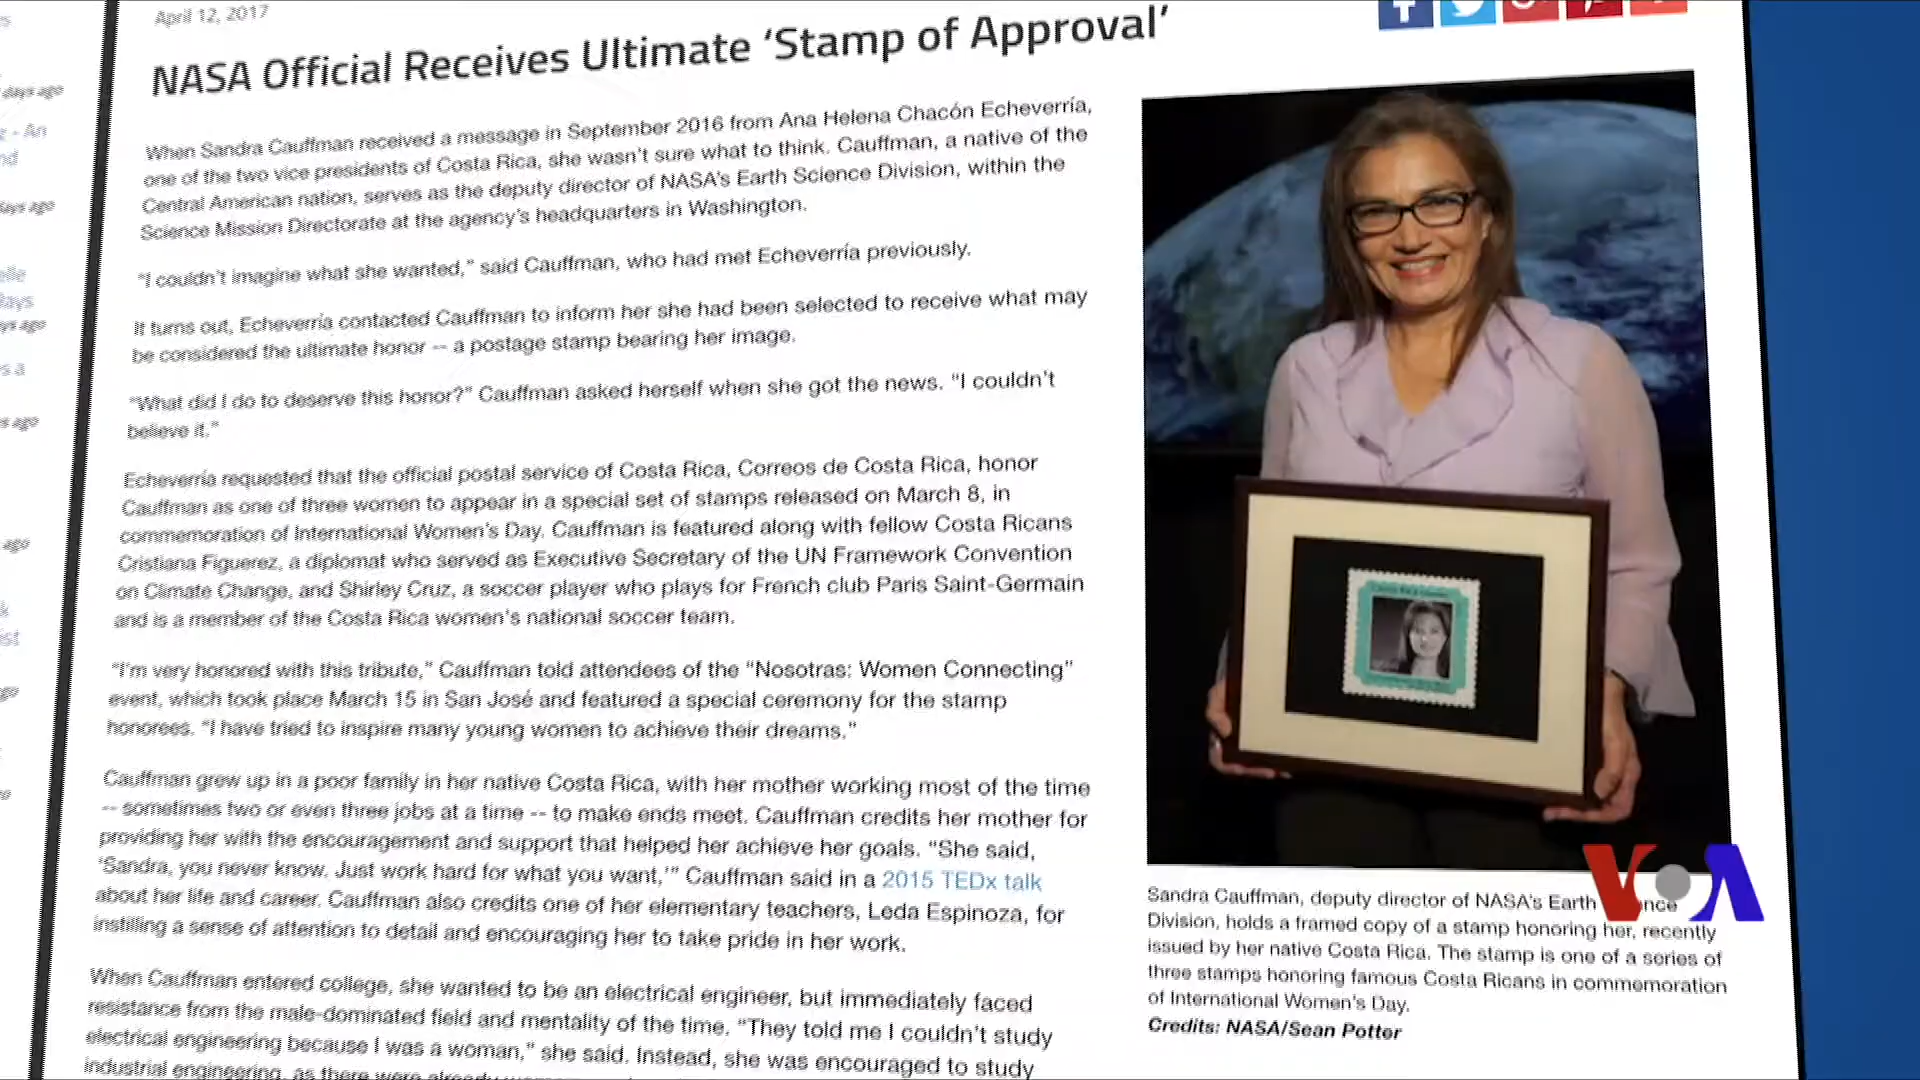 April 12, 2017
NASA Official Receives Ultimate ‘Stamp of Approval’
When Sandra Cauffman received a message in September 2016 from Ana Helena Chacón Echeverría,
one of the two vice presidents of Costa Rica, she wasn't sure what to think. Cauffman, a native of the
Central American nation, serves as the deputy director of NASA's Earth Science Division, within the
Science Mission Directorate at the agency's headquarters in Washington.
"I couldn't imagine what she wanted," said Cauffman, who had met Echeverría previously.
It turns out, Echeverría contacted Cauffman to inform her she had been selected to receive what may
be considered the ultimate honor -- a postage stamp bearing her image.
"What did I do to deserve this honor?" Cauffman asked herself when she got the news. "I couldn't
believe it."
Echeverría requested that the official postal service of Costa Rica, Correos de Costa Rica, honor
Cauffman as one of three women to appear in a special set of stamps released on March 8, in
commemoration of International Women's Day. Cauffman is featured along with fellow Costa Ricans
Cristiana Figuerez, a diplomat who served as Executive Secretary of the UN Framework Convention
on Climate Change, and Shirley Cruz, a soccer player who plays for French club Paris Saint-Germain
and is a member of the Costa Rica women's national soccer team.
"I'm very honored with this tribute," Cauffman told attendees of the "Nosotras: Women Connecting"
event, which took place March 15 in San José and featured a special ceremony for the stamp
honorees. "I have tried to inspire many young women to achieve their dreams."
Cauffman grew up in a poor family in her native Costa Rica, with her mother working most of the time
-- sometimes two or even three jobs at a time -- to make ends meet. Cauffman credits her mother for
providing her with the encouragement and support that helped her achieve her goals. "She said,
'Sandra, you never know. Just work hard for what you want,'" Cauffman said in a 2015 TEDx talk
about her life and career. Cauffman also credits one of her elementary teachers, Leda Espinoza, for
instilling a sense of attention to detail and encouraging her to take pride in her work.
When Cauffman entered college, she wanted to be an electrical engineer, but immediately faced
resistance from the male-dominated field and mentality of the time. "They told me I couldn't study
electrical engineering because I was a woman," she said. Instead, she was encouraged to study
industrial engineering, as there were already
Sandra Cauffman, deputy director of NASA's Earth
Division, holds a framed copy of a stamp honoring her, recently
issued by her native Costa Rica. The stamp is one of a series of
three stamps honoring famous Costa Ricans in commemoration
of International Women's Day.
Credits: NASA/Sean Potter
VOA
days ago
- An
days ago
ago
ago